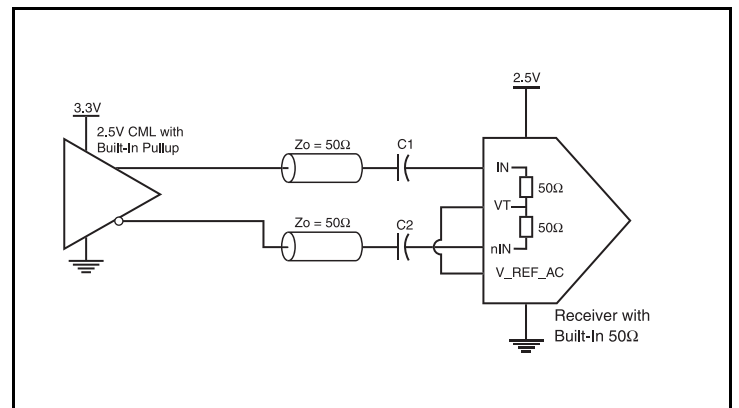 2.5V
3.3V
2.5V CML with
Built-In Pullup
Zo = 50Ω
C1
IN
50Ω
VT
Zo = 50Ω
C2
50Ω
nIN
V_REF_AC
Receiver with
Built-In 50Ω